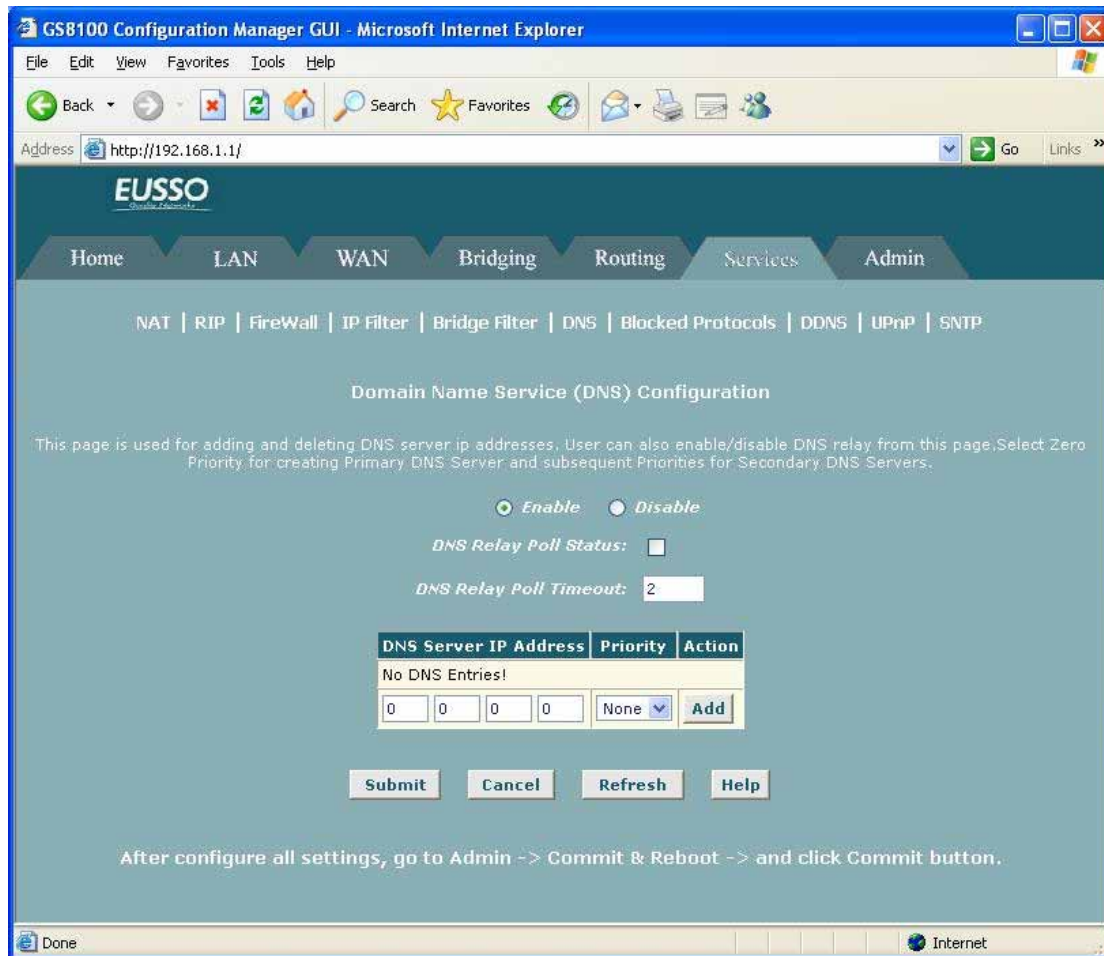 GS8100 Configuration Manager GUI - Microsoft Internet Explorer
File Edit View Favorites Tools Help
Back Search Favorites
Address http://192.168.1.1/ Go Links »
EUSSO
Quality Networks
Home LAN WAN Bridging Routing Services Admin
NAT | RIP | FireWall | IP Filter | Bridge Filter | DNS | Blocked Protocols | DDNS | UPnP | SNTP
Domain Name Service (DNS) Configuration
This page is used for adding and deleting DNS server ip addresses. User can also enable/disable DNS relay from this page.Select Zero
Priority for creating Primary DNS Server and subsequent Priorities for Secondary DNS Servers.
Enable Disable
DNS Relay Poll Status:
DNS Relay Poll Timeout: 2
DNS Server IP Address Priority Action
No DNS Entries!
0 0 0 0 None Add
Submit Cancel Refresh Help
After configure all settings, go to Admin -> Commit & Reboot -> and click Commit button.
Done Internet